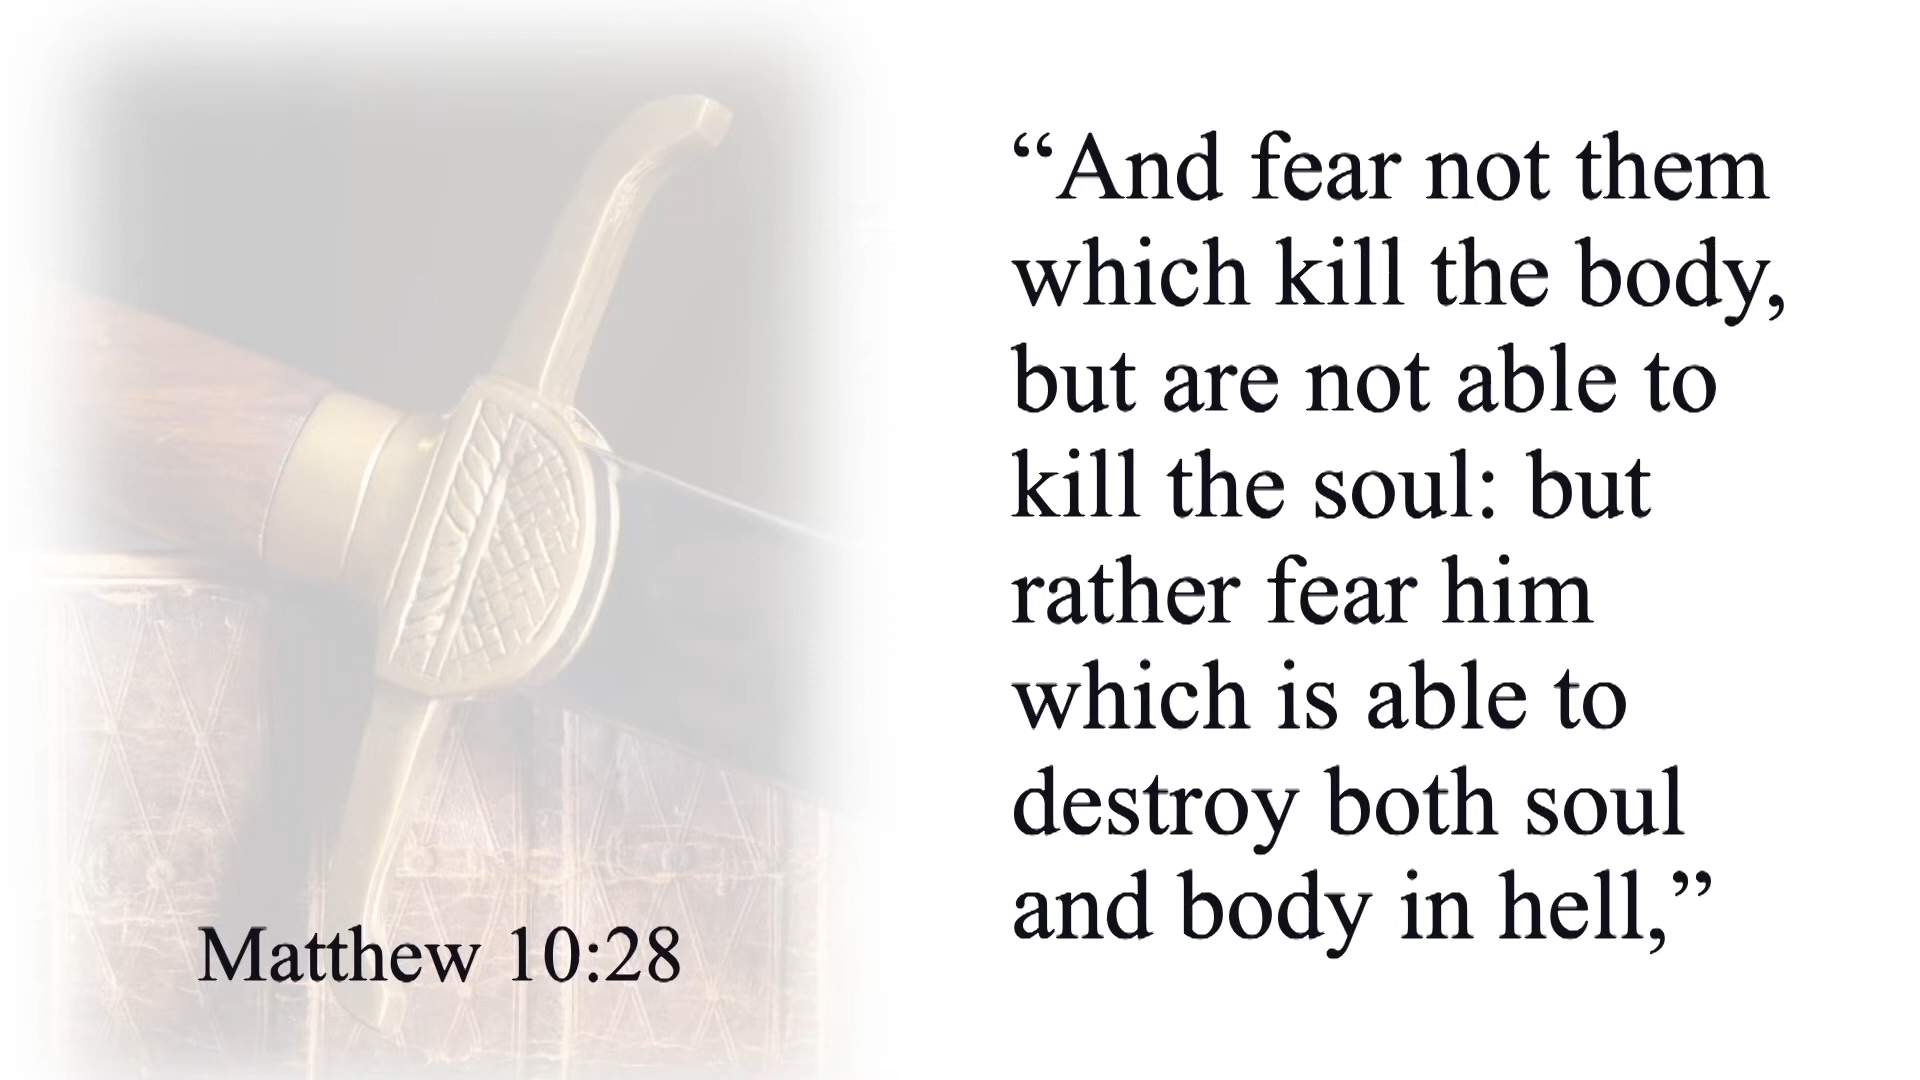 “And fear not them
which kill the body,
but are not able to
kill the soul: but
rather fear him
which is able to
destroy both soul
and body in hell,”
Matthew 10:28